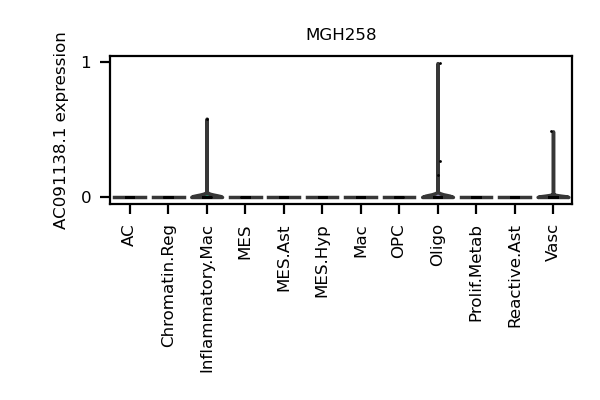 MGH258
AC091138.1 expression
1
0
AC
Chromatin.Reg
Inflammatory.Mac
MES
MES.Ast
MES.Hyp
Mac
OPC
Oligo
Prolif.Metab
Reactive.Ast
Vasc